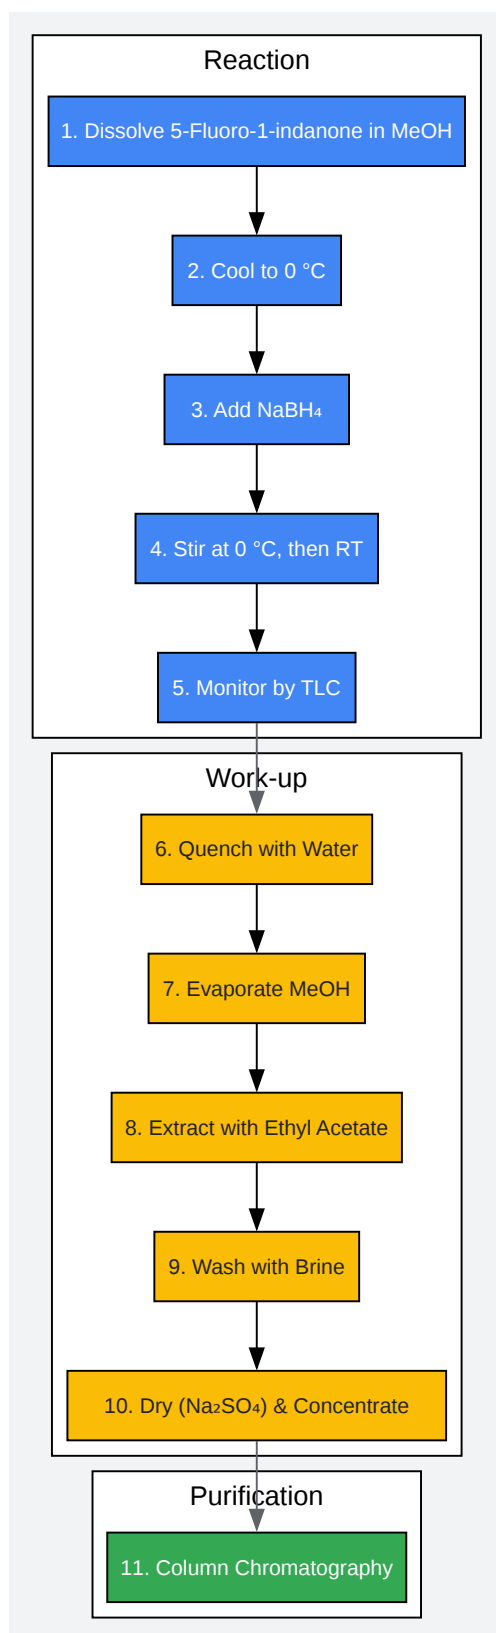 Reaction
1. Dissolve 5-Fluoro-1-indanone in MeOH
2. Cool to 0 °C
3. Add NaBH₄
4. Stir at 0 °C, then RT
5. Monitor by TLC
Work-up
6. Quench with Water
7. Evaporate MeOH
8. Extract with Ethyl Acetate
9. Wash with Brine
10. Dry (Na₂SO₄) & Concentrate
Purification
11. Column Chromatography